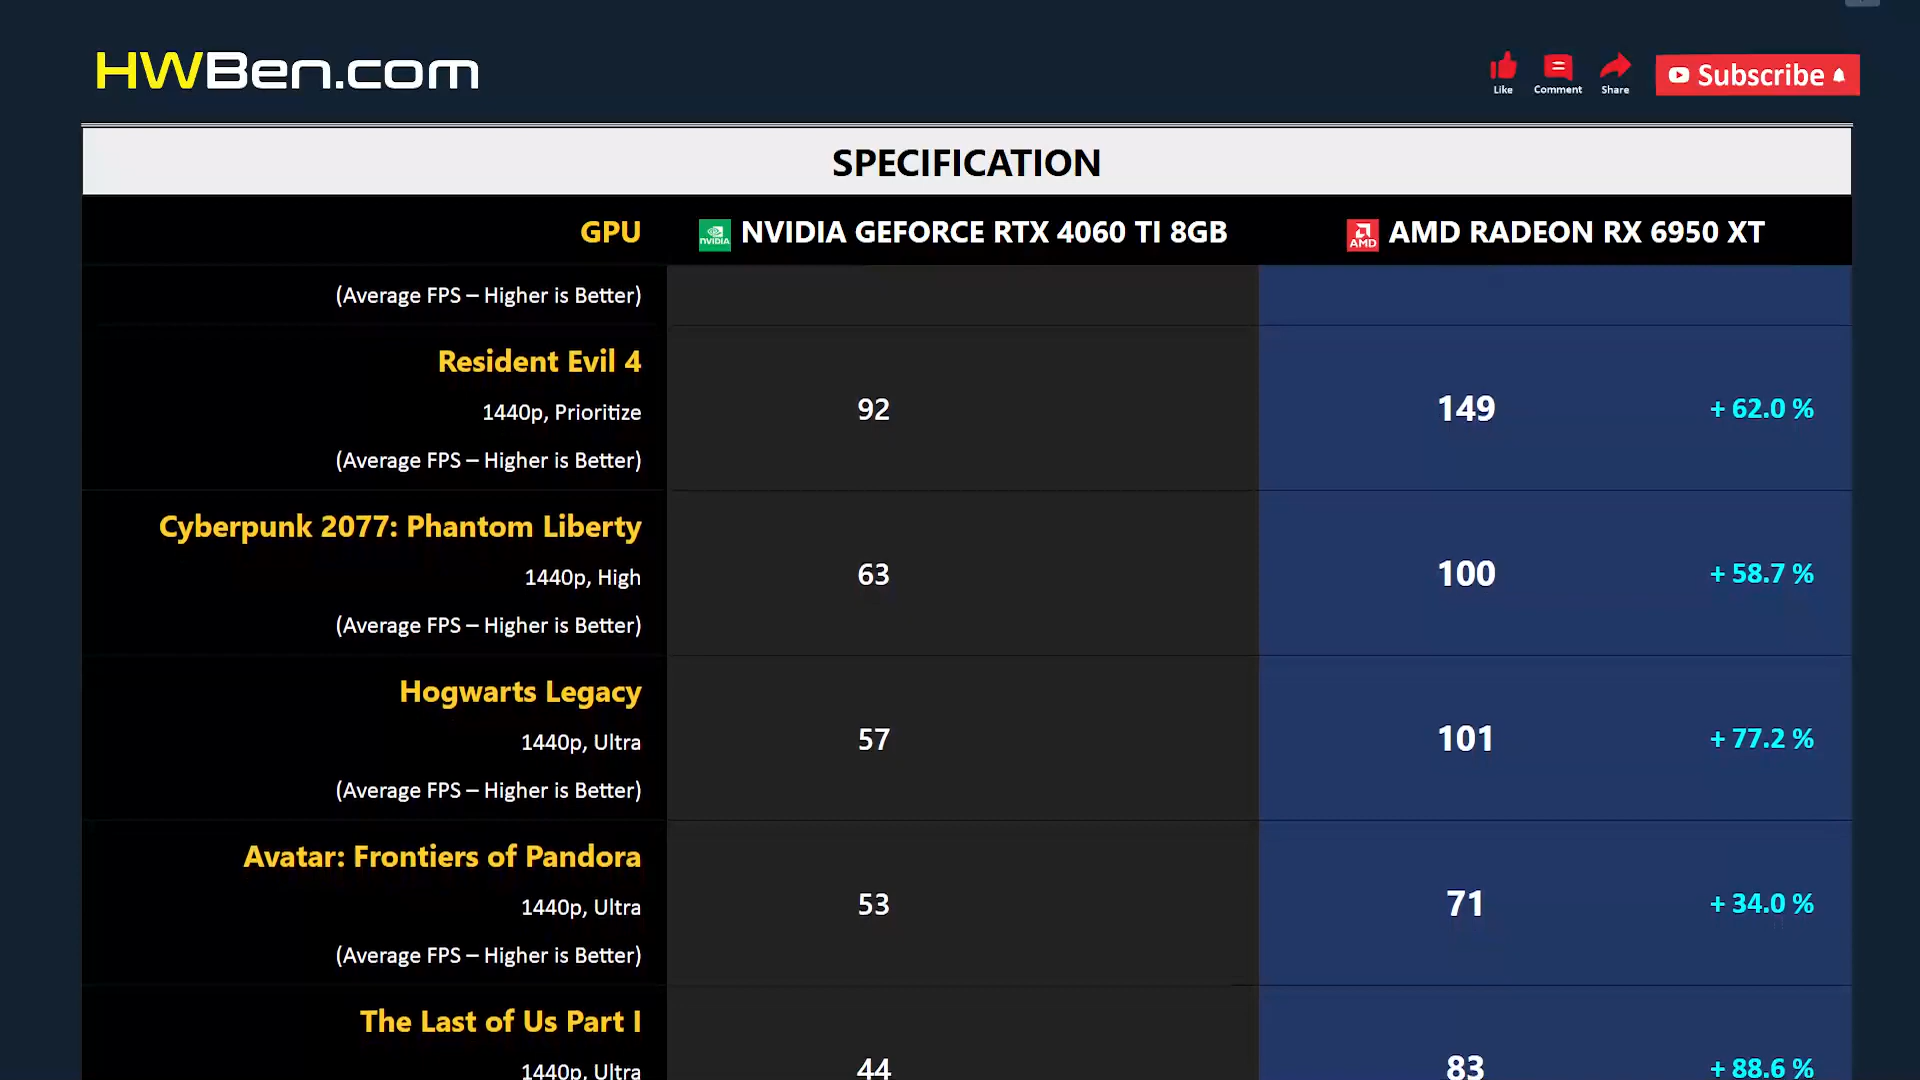 HWBen.com
Like
Comment
Share
Subscribe
SPECIFICATION
GPU
NVIDIA
NVIDIA GEFORCE RTX 4060 TI 8GB
AMD
AMD RADEON RX 6950 XT
(Average FPS – Higher is Better)
Resident Evil 4
1440p, Prioritize
(Average FPS – Higher is Better)
92
149
+ 62.0 %
Cyberpunk 2077: Phantom Liberty
1440p, High
(Average FPS – Higher is Better)
63
100
+ 58.7 %
Hogwarts Legacy
1440p, Ultra
(Average FPS – Higher is Better)
57
101
+ 77.2 %
Avatar: Frontiers of Pandora
1440p, Ultra
(Average FPS – Higher is Better)
53
71
+ 34.0 %
The Last of Us Part I
1440p, Ultra
44
83
+ 88.6 %